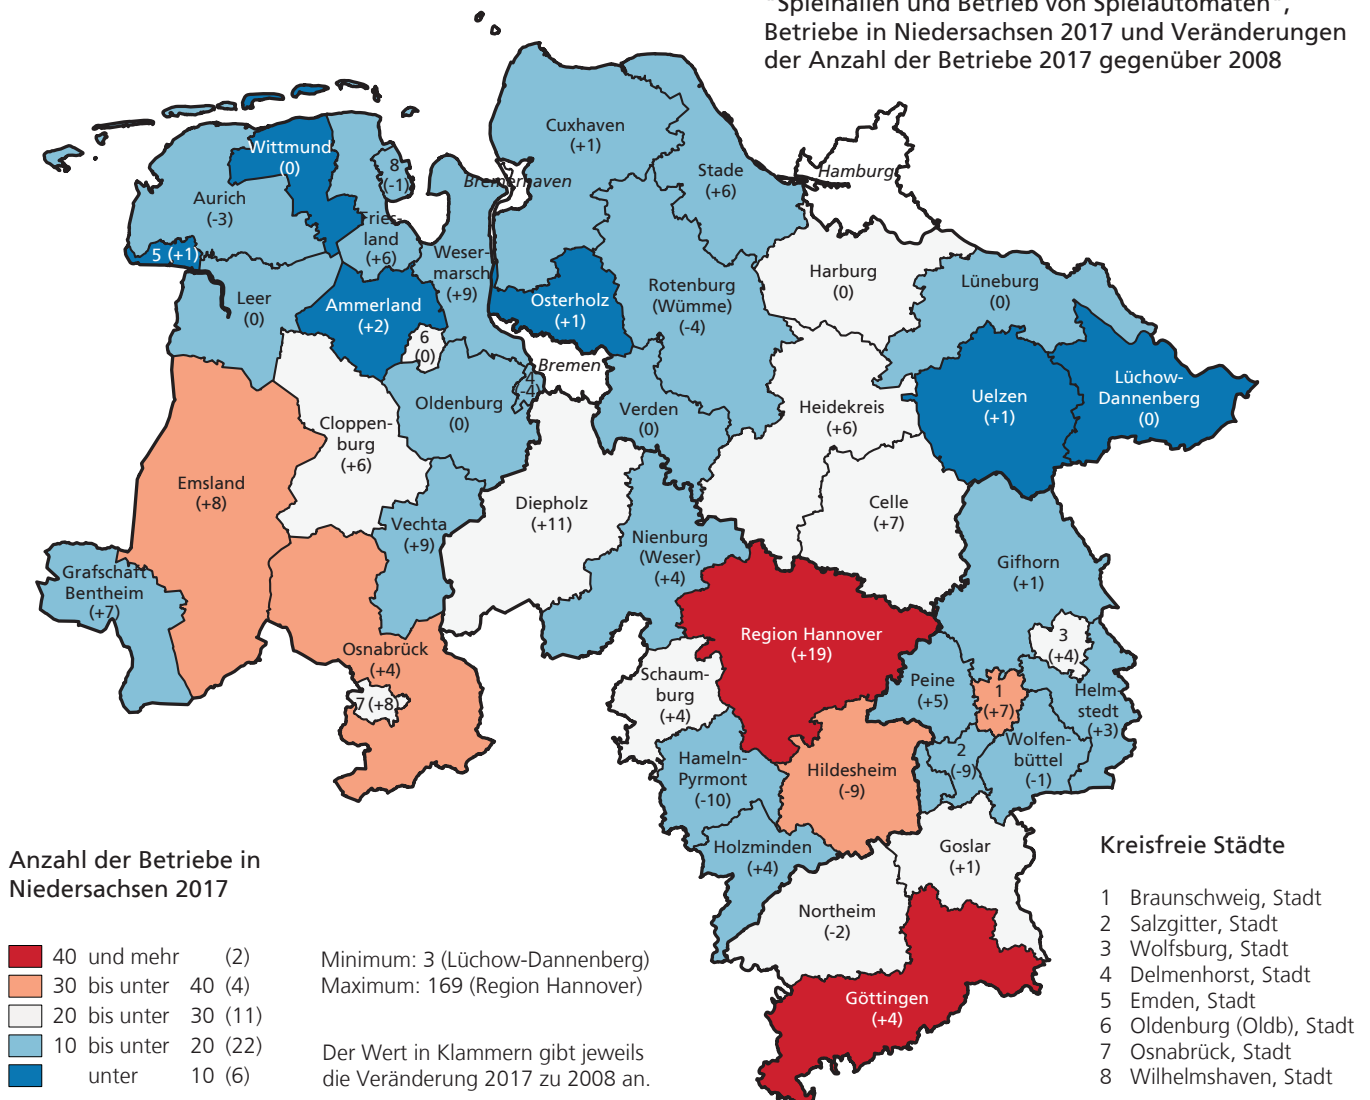 "Spielhallen und Betrieb von Spielautomaten",
Betriebe in Niedersachsen 2017 und Veränderungen
der Anzahl der Betriebe 2017 gegenüber 2008
Cuxhaven
(+1)
Wittmund
(0)
8
(-1)
Bremerhaven
Stade
(+6)
Hamburg
Aurich
(-3)
Fries-
land
(+6)
5 (+1)
Weser-
marsch
(+9)
Harburg
(0)
Lüneburg
(0)
Rotenburg
(Wümme)
(-4)
Leer
(0)
Ammerland
(+2)
Osterholz
(+1)
6
(0)
Bremen
4
(-4)
Lüchow-
Dannenberg
(0)
Uelzen
(+1)
Oldenburg
(0)
Verden
(0)
Heidekreis
(+6)
Cloppen-
burg
(+6)
Emsland
(+8)
Diepholz
(+11)
Celle
(+7)
Vechta
(+9)
Nienburg
(Weser)
(+4)
Gifhorn
(+1)
Grafschaft
Bentheim
(+7)
Region Hannover
(+19)
3
(+4)
Osnabrück
(+4)
7 (+8)
Schaum-
burg
(+4)
Peine
(+5)
1
(+7)
Helm-
stedt
(+3)
Hameln-
Pyrmont
(-10)
Hildesheim
(-9)
2
(-9)
Wolfen-
büttel
(-1)
Holzminden
(+4)
Goslar
(+1)
Northeim
(-2)
Göttingen
(+4)
Anzahl der Betriebe in
Niedersachsen 2017
40 und mehr (2)
30 bis unter 40 (4)
20 bis unter 30 (11)
10 bis unter 20 (22)
unter 10 (6)
Minimum: 3 (Lüchow-Dannenberg)
Maximum: 169 (Region Hannover)
Der Wert in Klammern gibt jeweils
die Veränderung 2017 zu 2008 an.
Kreisfreie Städte
1 Braunschweig, Stadt
2 Salzgitter, Stadt
3 Wolfsburg, Stadt
4 Delmenhorst, Stadt
5 Emden, Stadt
6 Oldenburg (Oldb), Stadt
7 Osnabrück, Stadt
8 Wilhelmshaven, Stadt